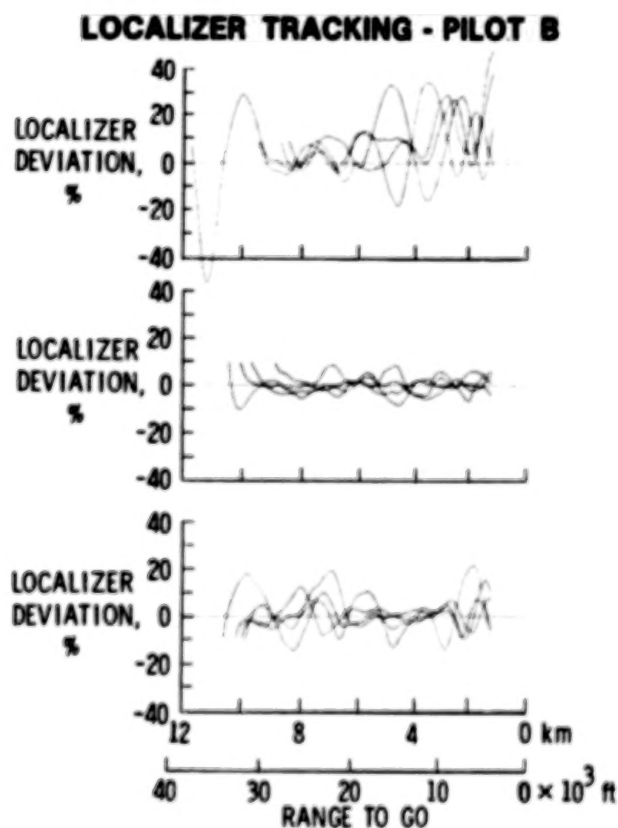 LOCALIZER TRACKING - PILOT B
40
20
LOCALIZER
DEVIATION,
%
0
-20
-40
40
20
LOCALIZER
DEVIATION,
%
0
-20
-40
40
20
LOCALIZER
DEVIATION,
%
0
-20
-40
12 8 4 0 km
40 30 20 10 0 × 10³ ft
RANGE TO GO